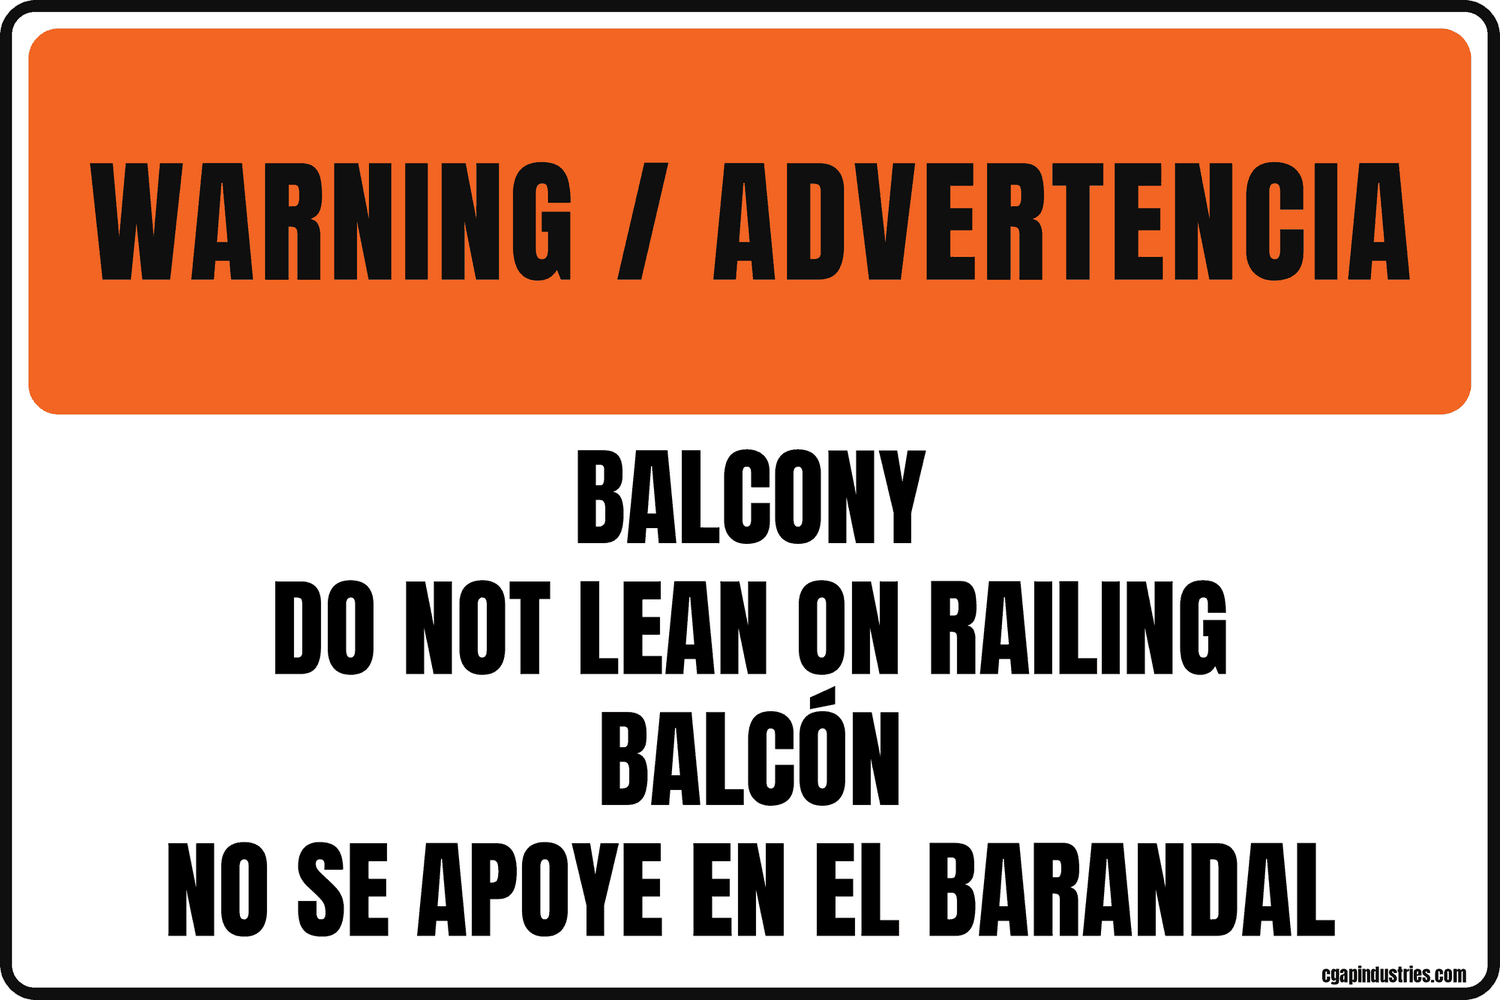 WARNING / ADVERTENCIA
BALCONY
DO NOT LEAN ON RAILING
BALCÓN
NO SE APOYE EN EL BARANDAL
cgapindustries.com